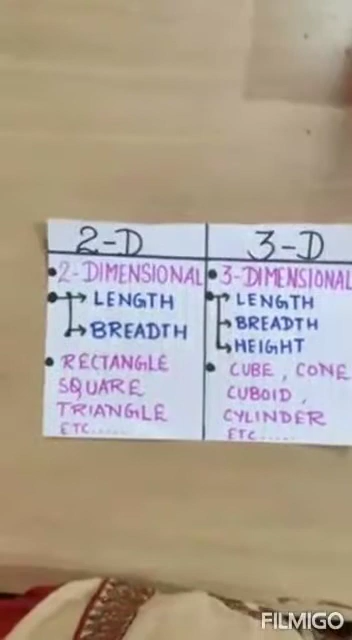 2-D
2-DIMENSIONAL
LENGTH
BREADTH
RECTANGLE
SQUARE
TRIANGLE
ETC.....
3-D
3-DIMENSIONAL
LENGTH
BREADTH
HEIGHT
CUBE, CONE
CUBOID,
CYLINDER
ETC.....
FILMIGO